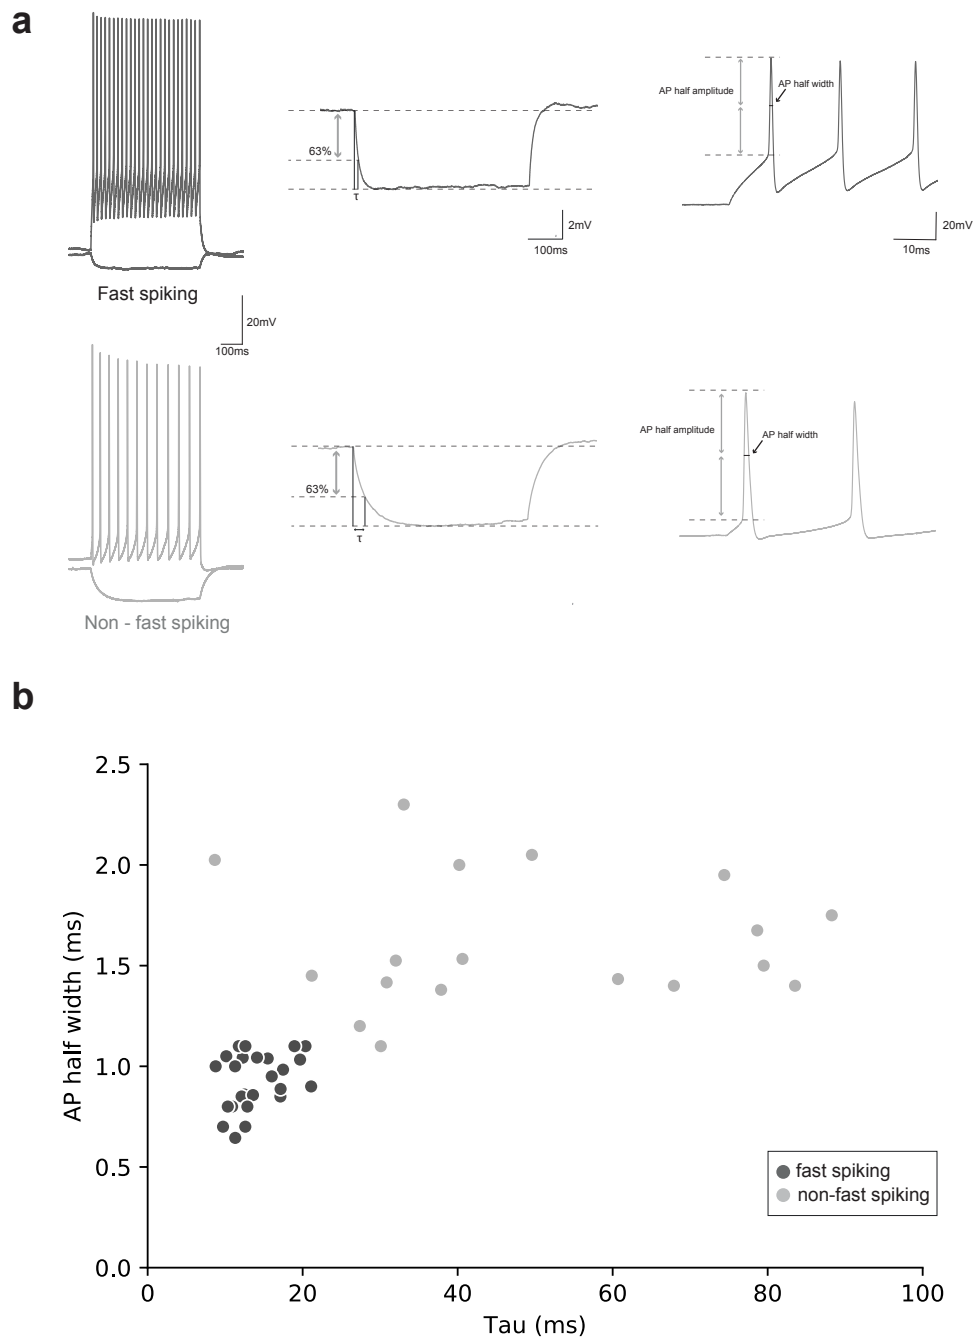 a
AP half amplitude
AP half width
63%
τ
2mV
100ms
20mV
10ms
Fast spiking
20mV
100ms
AP half amplitude
AP half width
63%
τ
Non - fast spiking
b
2.5
2.0
1.5
1.0
0.5
0.0
AP half width (ms)
fast spiking
non-fast spiking
0 20 40 60 80 100
Tau (ms)